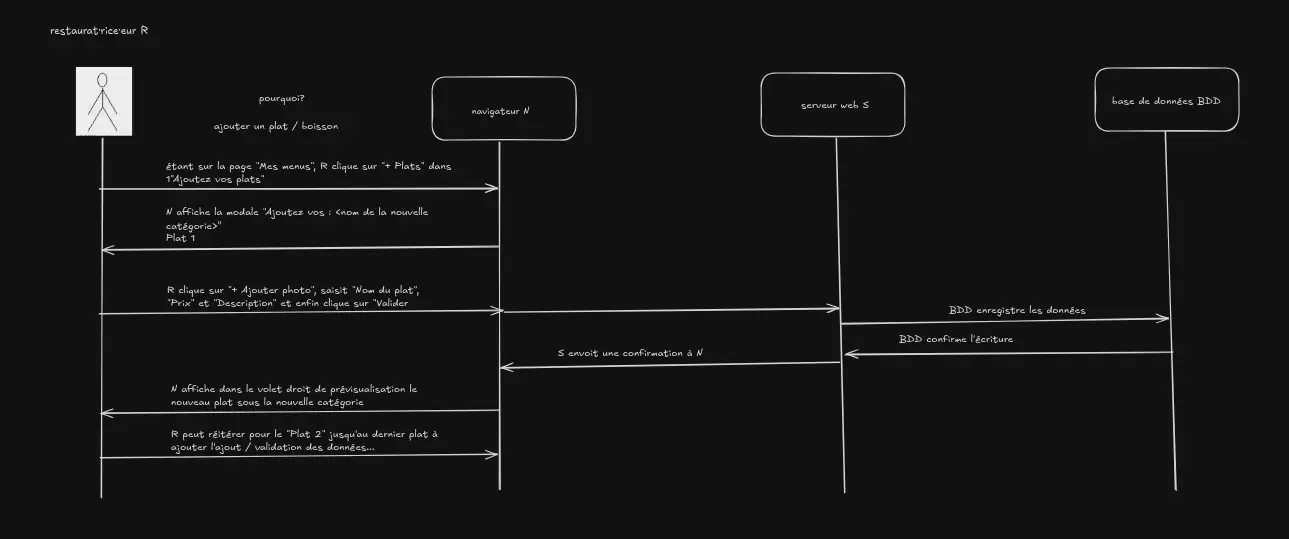 restaurat·rice·eur R
pourquoi?
ajouter un plat / boisson
navigateur N
serveur web S
base de données BDD
étant sur la page "Mes menus", R clique sur "+ Plats" dans
1"Ajoutez vos plats"
N affiche la modale "Ajoutez vos : <nom de la nouvelle
catégorie>"
Plat 1
R clique sur "+ Ajouter photo", saisit "Nom du plat",
"Prix" et "Description" et enfin clique sur "Valider
BDD enregistre les données
BDD confirme l'écriture
S envoit une confirmation à N
N affiche dans le volet droit de prévisualisation le
nouveau plat sous la nouvelle catégorie
R peut réitérer pour le "Plat 2" jusqu'au dernier plat à
ajouter l'ajout / validation des données...